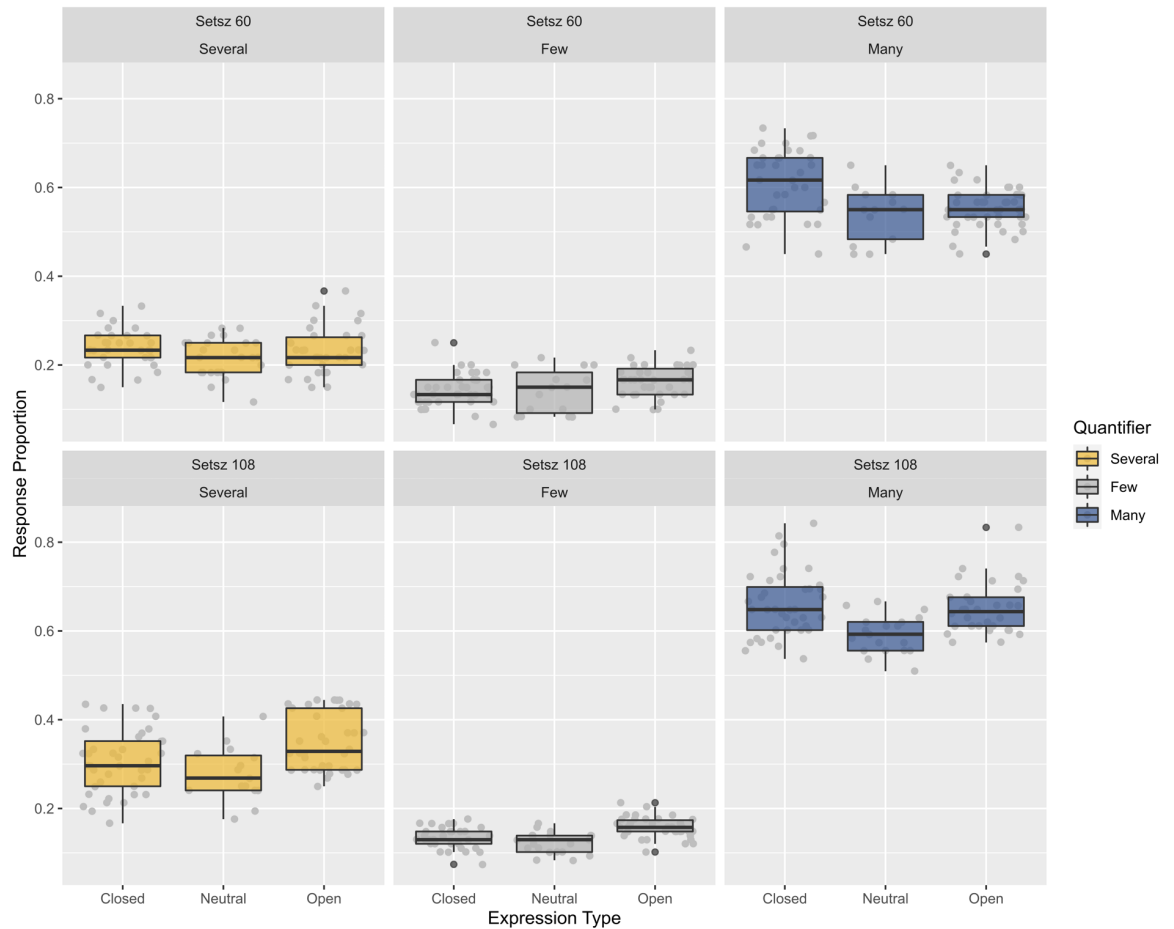 Setsz 60
Several
Setsz 60
Few
Setsz 60
Many
0.8
0.6
0.4
0.2
Response Proportion
Setsz 108
Several
Setsz 108
Few
Setsz 108
Many
0.8
0.6
0.4
0.2
Closed
Neutral
Open
Closed
Neutral
Open
Closed
Neutral
Open
Expression Type
Quantifier
Several
Few
Many